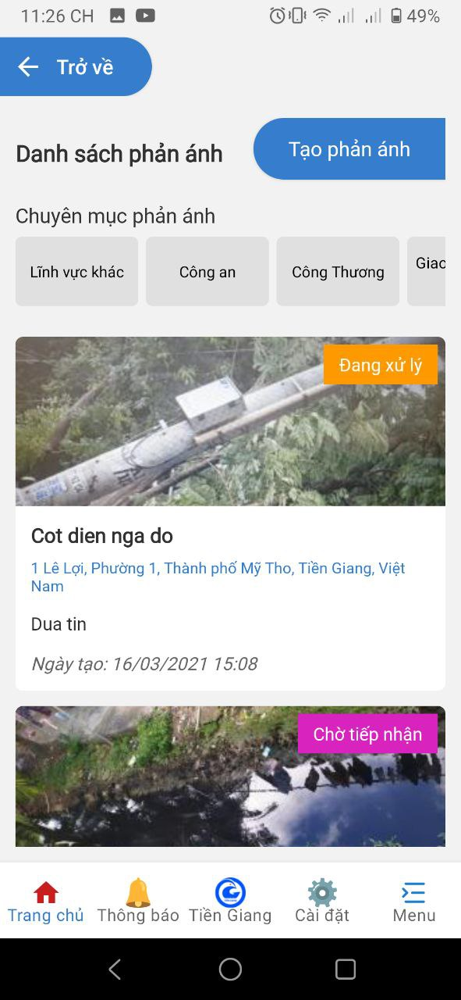 11:26 CH
49%
Trở về
Danh sách phản ánh
Tạo phản ánh
Chuyên mục phản ánh
Lĩnh vực khác
Công an
Công Thương
Giao
Đang xử lý
Cot dien nga do
1 Lê Lợi, Phường 1, Thành phố Mỹ Tho, Tiền Giang, Việt
Nam
Dua tin
Ngày tạo: 16/03/2021 15:08
Chờ tiếp nhận
Trang chủ
Thông báo
Tiền Giang
Cài đặt
Menu